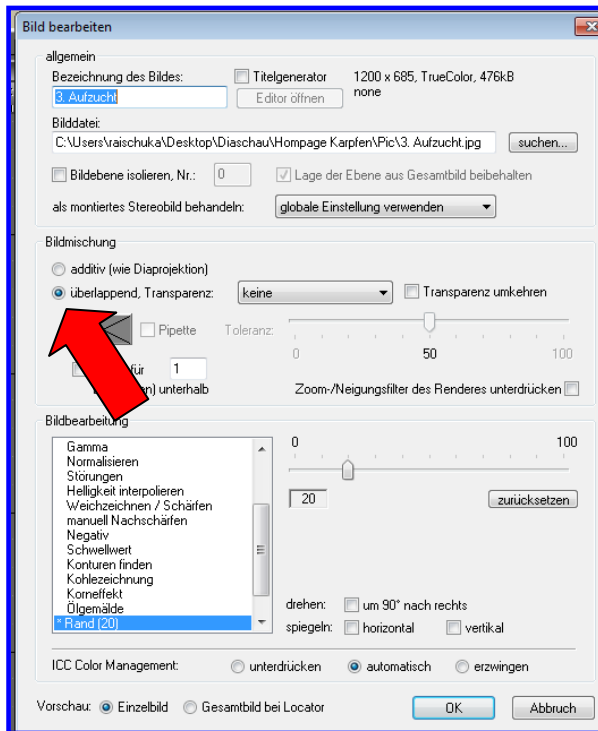 Bild bearbeiten
allgemein
Bezeichnung des Bildes:
Titelgenerator
1200 x 685, TrueColor, 476kB
3. Aufzucht
Editor öffnen
none
Bilddatei:
C:\Users\raischuka\Desktop\Diaschau\Hompage Karpfen\Pic\3. Aufzucht.jpg
suchen...
Bildebene isolieren, Nr.: 0
Lage der Ebene aus Gesamtbild beibehalten
als montiertes Stereobild behandeln: globale Einstellung verwenden
Bildmischung
additiv (wie Diaprojektion)
überlappend, Transparenz: keine
Transparenz umkehren
Pipette
Toleranz:
0 50 100
für 1
unterhalb
Zoom-/Neigungsfilter des Renderes unterdrücken
Bildbearbeitung
Gamma
Normalisieren
Störungen
Helligkeit interpolieren
Weichzeichnen / Schärfen
manuell Nachschärfen
Negativ
Schwellwert
Konturen finden
Kohlezeichnung
Korneffekt
Ölgemälde
* Rand (20)
0 100
20
zurücksetzen
drehen: um 90° nach rechts
spiegeln: horizontal vertikal
ICC Color Management: unterdrücken automatisch erzwingen
Vorschau: Einzelbild Gesamtbild bei Locator
OK
Abbruch